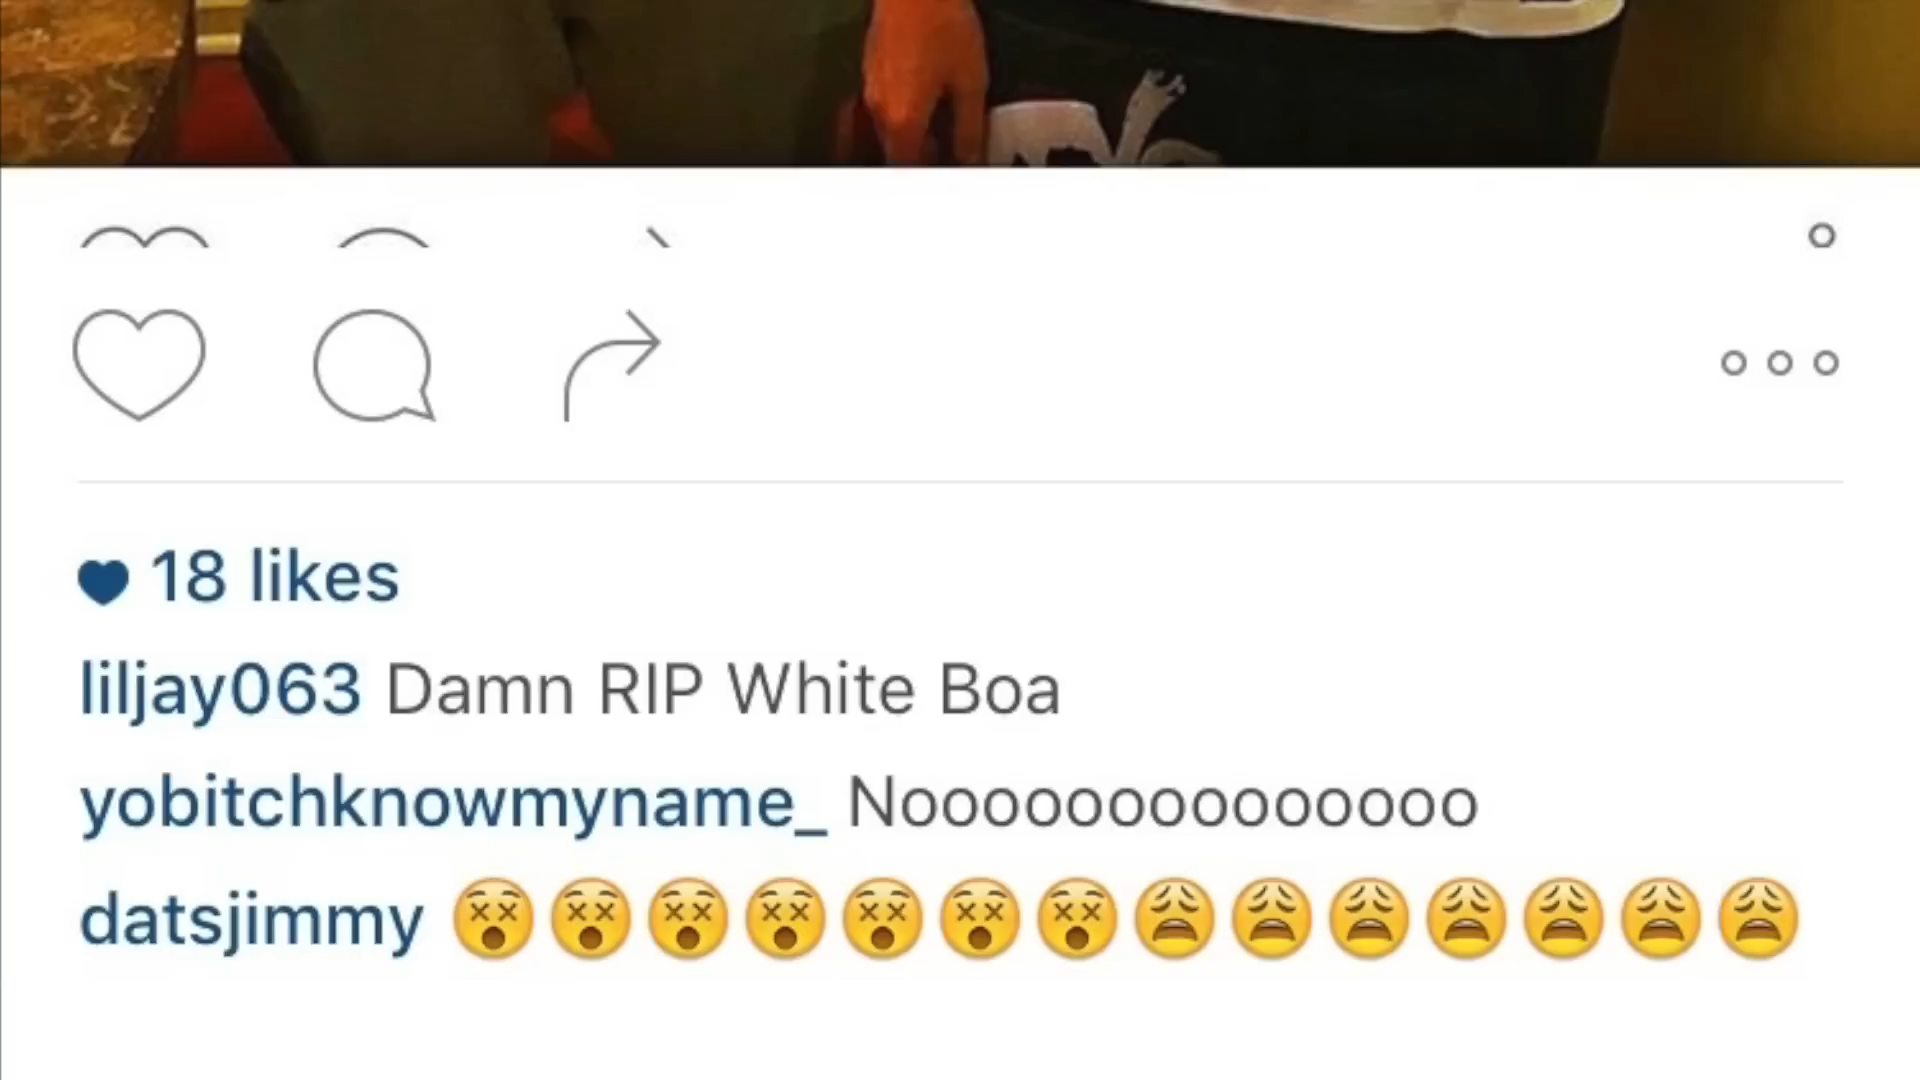 18 likes
liljay063 Damn RIP White Boa
yobitchknowmyname_ Noooooooooooooo
datsjimmy 😵😵😵😵😵😵😵😩😩😩😩😩😩😩